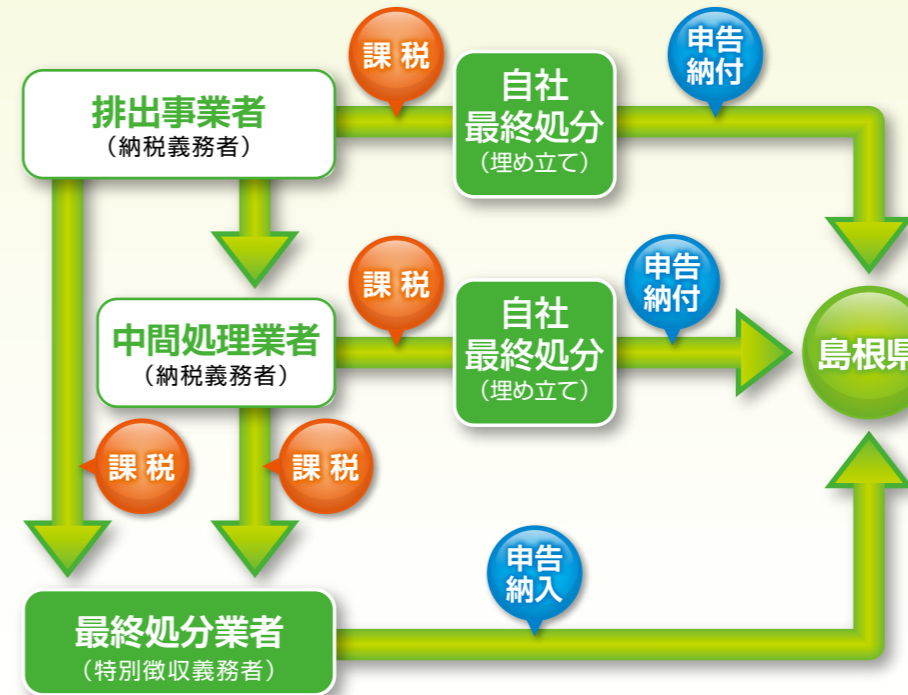 課税
申告
納付
排出事業者
（納税義務者）
自社
最終処分
（埋め立て）
課税
申告
納付
中間処理業者
（納税義務者）
自社
最終処分
（埋め立て）
島根県
課税
課税
申告
納入
最終処分業者
（特別徴収義務者）